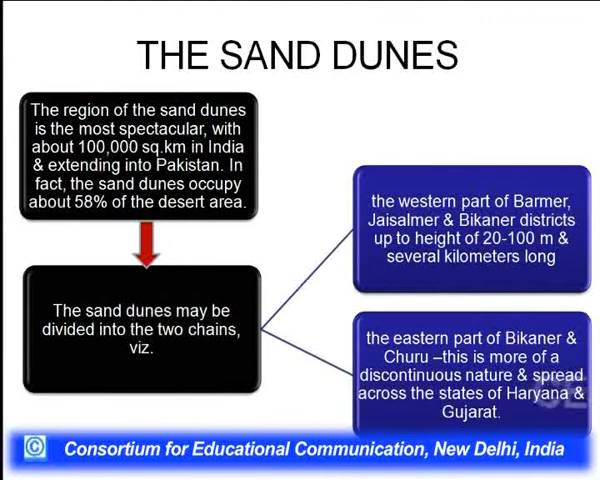 THE SAND DUNES
The region of the sand dunes
is the most spectacular, with
about 100,000 sq.km in India
& extending into Pakistan. In
fact, the sand dunes occupy
about 58% of the desert area.
The sand dunes may be
divided into the two chains,
viz.
the western part of Barmer,
Jaisalmer & Bikaner districts
up to height of 20-100 m &
several kilometers long
the eastern part of Bikaner &
Churu –this is more of a
discontinuous nature & spread
across the states of Haryana &
Gujarat.
© Consortium for Educational Communication, New Delhi, India